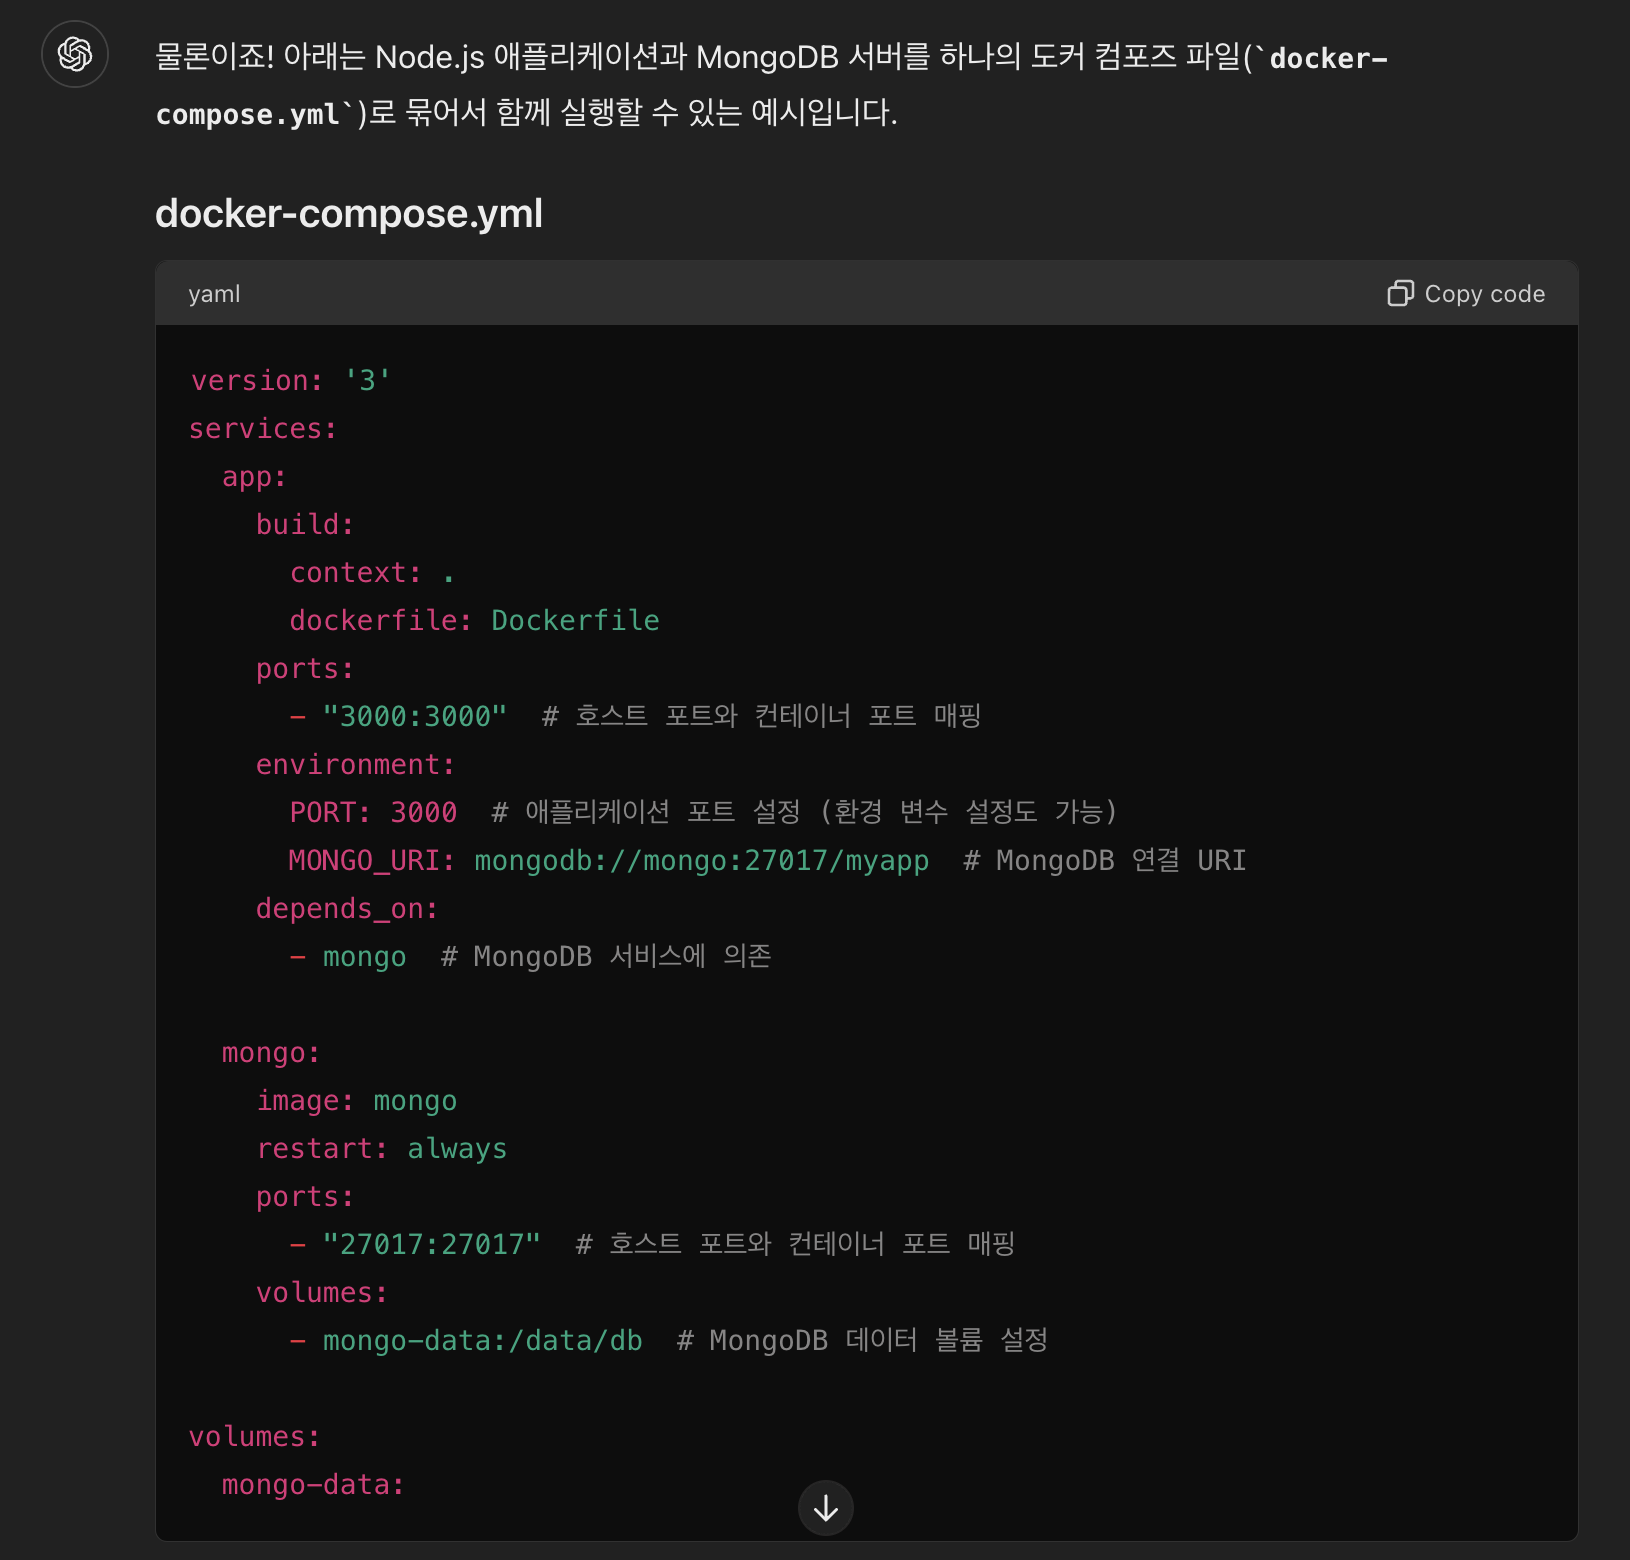 물론이죠! 아래는 Node.js 애플리케이션과 MongoDB 서버를 하나의 도커 컴포즈 파일(`docker-
compose.yml`)로 묶어서 함께 실행할 수 있는 예시입니다.
docker-compose.yml
yaml
Copy code
version: '3'
services:
  app:
    build:
      context: .
      dockerfile: Dockerfile
    ports:
      - "3000:3000"  # 호스트 포트와 컨테이너 포트 매핑
    environment:
      PORT: 3000  # 애플리케이션 포트 설정 (환경 변수 설정도 가능)
      MONGO_URI: mongodb://mongo:27017/myapp  # MongoDB 연결 URI
    depends_on:
      - mongo  # MongoDB 서비스에 의존
  mongo:
    image: mongo
    restart: always
    ports:
      - "27017:27017"  # 호스트 포트와 컨테이너 포트 매핑
    volumes:
      - mongo-data:/data/db  # MongoDB 데이터 볼륨 설정
volumes:
  mongo-data: